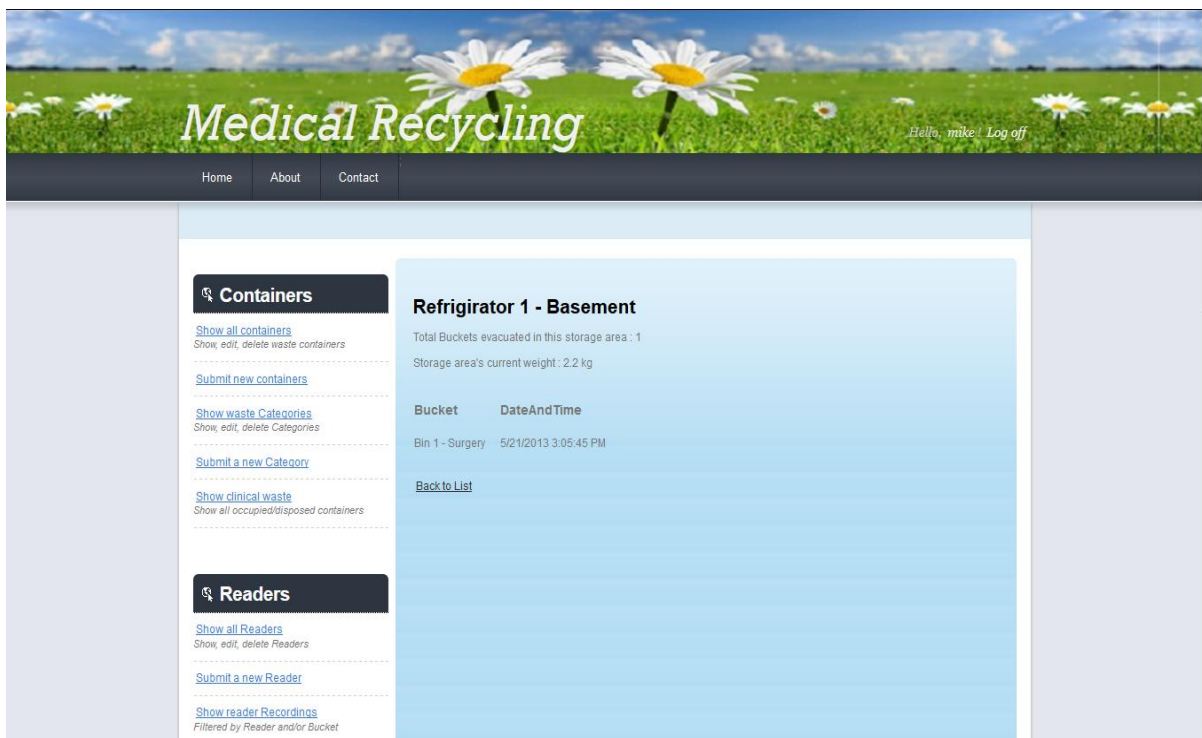 Medical Recycling
Hello, mike ! Log off
Home About Contact
Containers
Show all containers
Show, edit, delete waste containers
Submit new containers
Show waste Categories
Show, edit, delete Categories
Submit a new Category
Show clinical waste
Show all occupied/disposed containers
Readers
Show all Readers
Show, edit, delete Readers
Submit a new Reader
Show reader Recordings
Filtered by Reader and/or Bucket
Refrigirator 1 - Basement
Total Buckets evacuated in this storage area : 1
Storage area's current weight : 2.2 kg
Bucket DateAndTime
Bin 1 - Surgery 5/21/2013 3:05:45 PM
Back to List